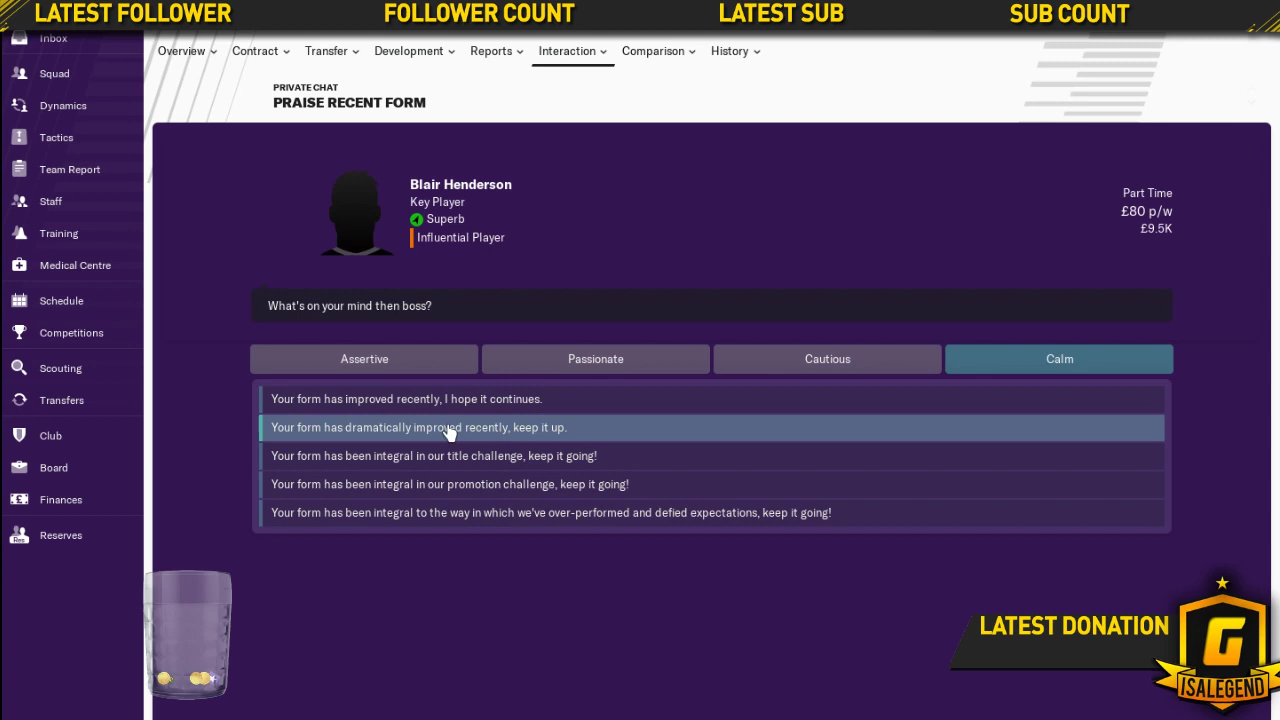 LATEST FOLLOWER FOLLOWER COUNT LATEST SUB SUB COUNT
Inbox
Squad
Dynamics
Tactics
Team Report
Staff
Training
Medical Centre
Schedule
Competitions
Scouting
Transfers
Club
Board
Finances
Res Reserves
Overview Contract Transfer Development Reports Interaction Comparison History
PRIVATE CHAT
PRAISE RECENT FORM
Blair Henderson
Key Player
Superb
Influential Player
Part Time
£80 p/w
£9.5K
What's on your mind then boss?
Assertive Passionate Cautious Calm
Your form has improved recently, I hope it continues.
Your form has dramatically improved recently, keep it up.
Your form has been integral in our title challenge, keep it going!
Your form has been integral in our promotion challenge, keep it going!
Your form has been integral to the way in which we've over-performed and defied expectations, keep it going!
LATEST DONATION
G
ISALEGEND